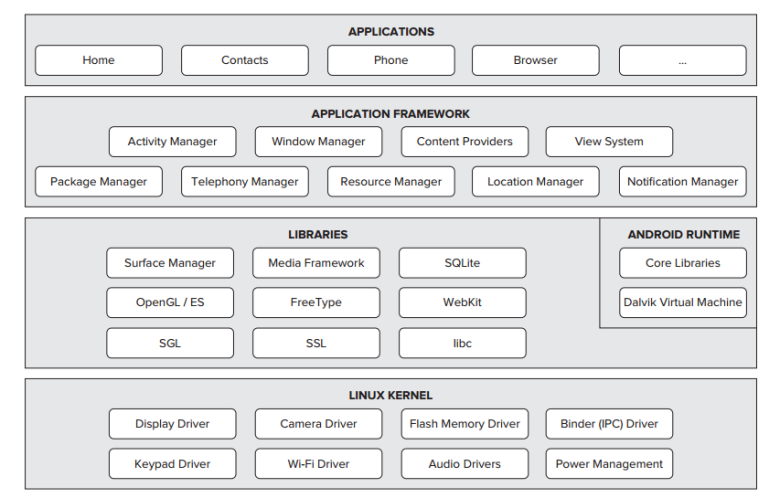 APPLICATIONS
Home Contacts Phone Browser ...
APPLICATION FRAMEWORK
Activity Manager Window Manager Content Providers View System
Package Manager Telephony Manager Resource Manager Location Manager Notification Manager
LIBRARIES ANDROID RUNTIME
Surface Manager Media Framework SQLite Core Libraries
OpenGL / ES FreeType WebKit Dalvik Virtual Machine
SGL SSL libc
LINUX KERNEL
Display Driver Camera Driver Flash Memory Driver Binder (IPC) Driver
Keypad Driver Wi-Fi Driver Audio Drivers Power Management